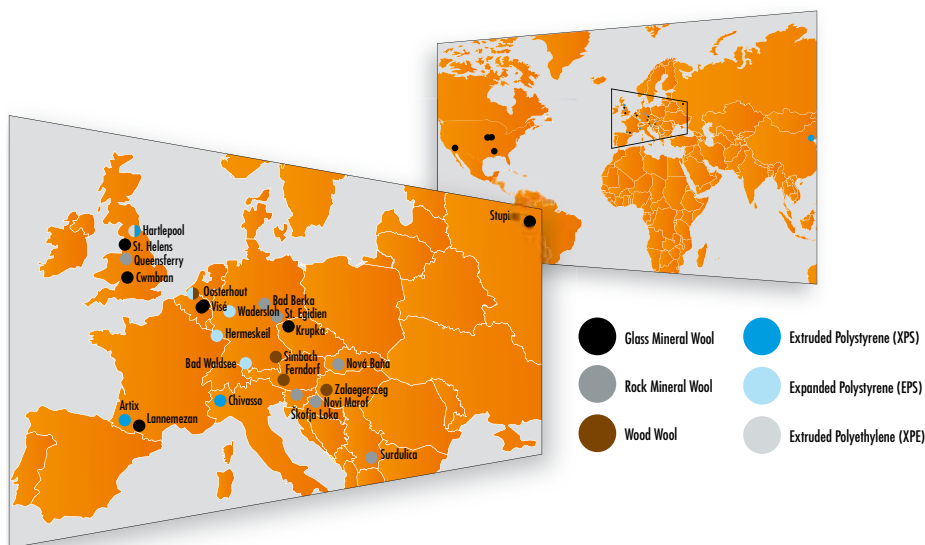 Stupi
Hartlepool
St. Helens
Queensferry
Cwmbran
Oosterhout
Visé
Wadersloh
Bad Berka
St. Egidien
Krupka
Hermeskeil
Bad Waldsee
Simbach
Ferndorf
Nová Baňa
Zalaegerszeg
Novi Marof
Škofja Loka
Chivasso
Artix
Lannemezan
Surdulica
Glass Mineral Wool
Extruded Polystyrene (XPS)
Rock Mineral Wool
Expanded Polystyrene (EPS)
Wood Wool
Extruded Polyethylene (XPE)